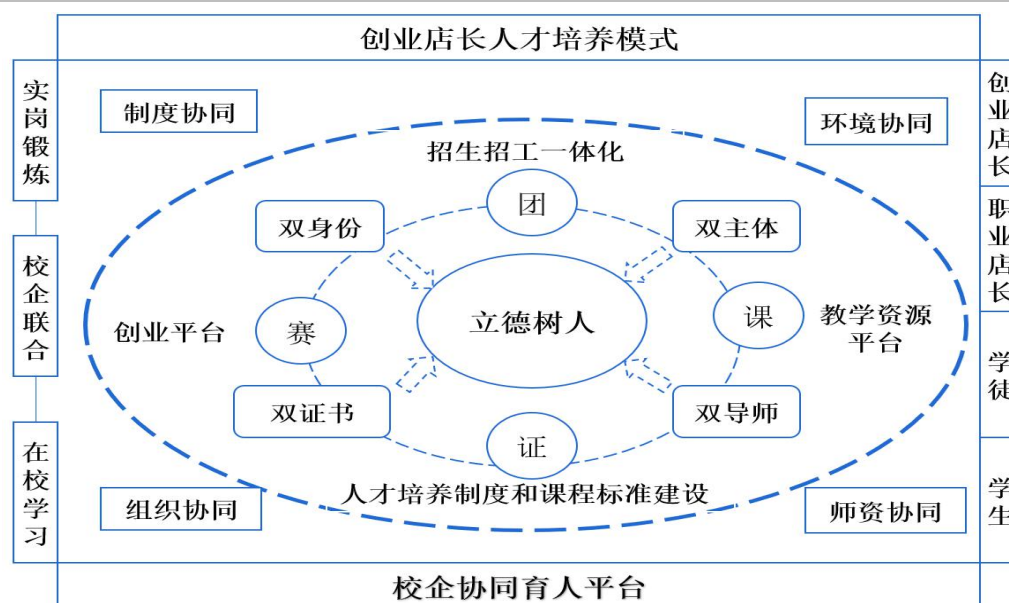 创业店长人才培养模式
实岗锻炼
校企联合
在校学习
制度协同
环境协同
招生招工一体化
团
双身份
双主体
创业平台
赛
立德树人
课
教学资源
平台
双证书
双导师
证
人才培养制度和课程标准建设
组织协同
师资协同
创业店长
职业店长
学徒
学生
校企协同育人平台